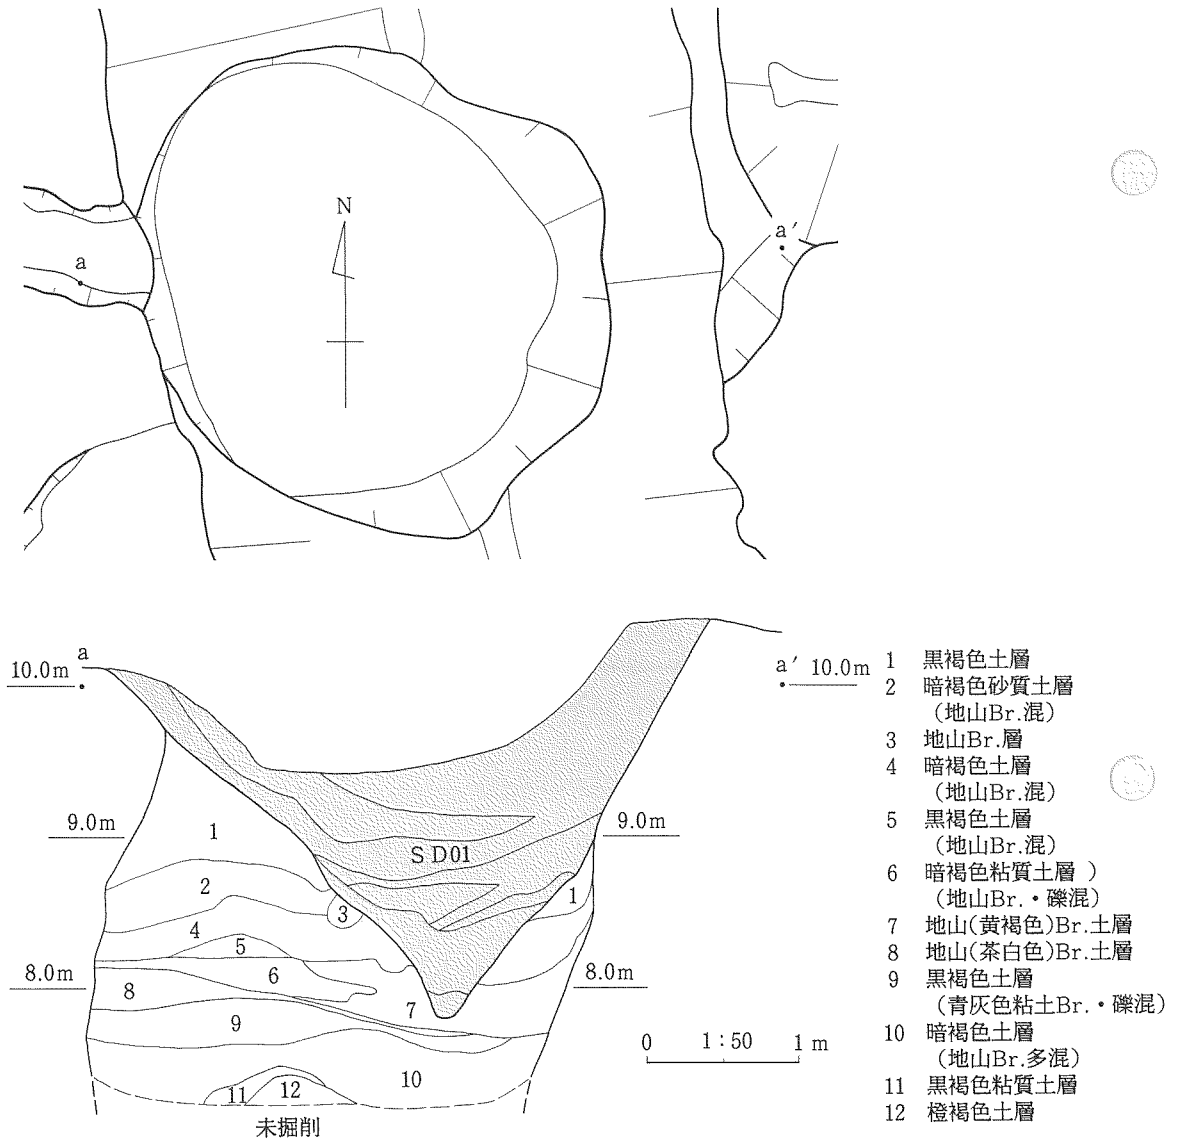 N
a
a′
a
10.0m
a′ 10.0m
9.0m
9.0m
8.0m
8.0m
1
2
3
4
5
6
7
8
9
10
11
12
1
SD01
未掘削
0 1:50 1 m
1 黒褐色土層
2 暗褐色砂質土層
（地山Br.混）
3 地山Br.層
4 暗褐色土層
（地山Br.混）
5 黒褐色土層
（地山Br.混）
6 暗褐色粘質土層 ）
（地山Br.・礫混）
7 地山(黄褐色)Br.土層
8 地山(茶白色)Br.土層
9 黒褐色土層
（青灰色粘土Br.・礫混）
10 暗褐色土層
（地山Br.多混）
11 黒褐色粘質土層
12 橙褐色土層